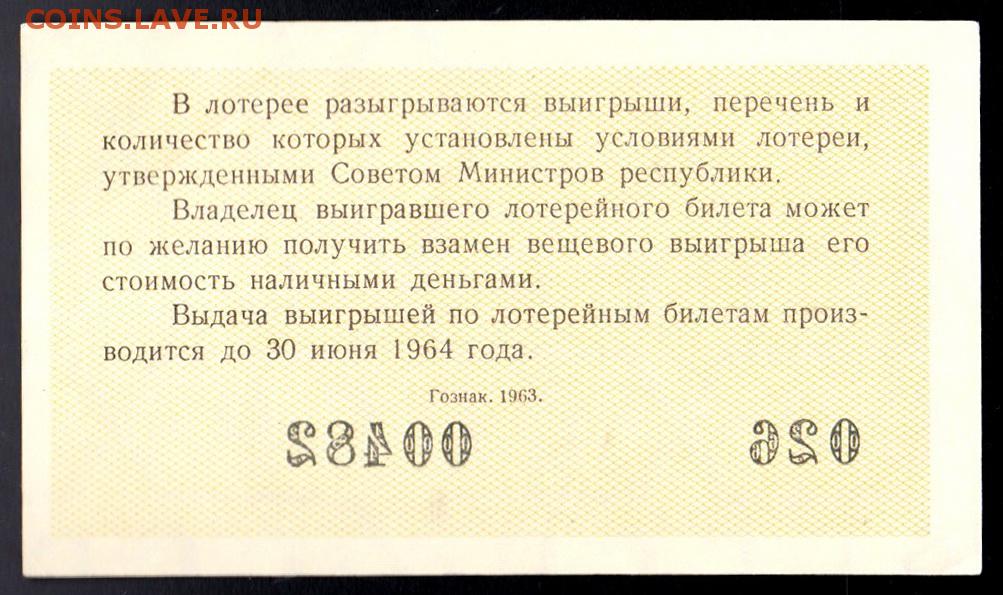 COINS.LAVE.RU
В лотерее разыгрываются выигрыши, перечень и
количество которых установлены условиями лотереи,
утвержденными Советом Министров республики.
Владелец выигравшего лотерейного билета может
по желанию получить взамен вещевого выигрыша его
стоимость наличными деньгами.
Выдача выигрышей по лотерейным билетам произ-
водится до 30 июня 1964 года.
Гознак. 1963.
026 00482